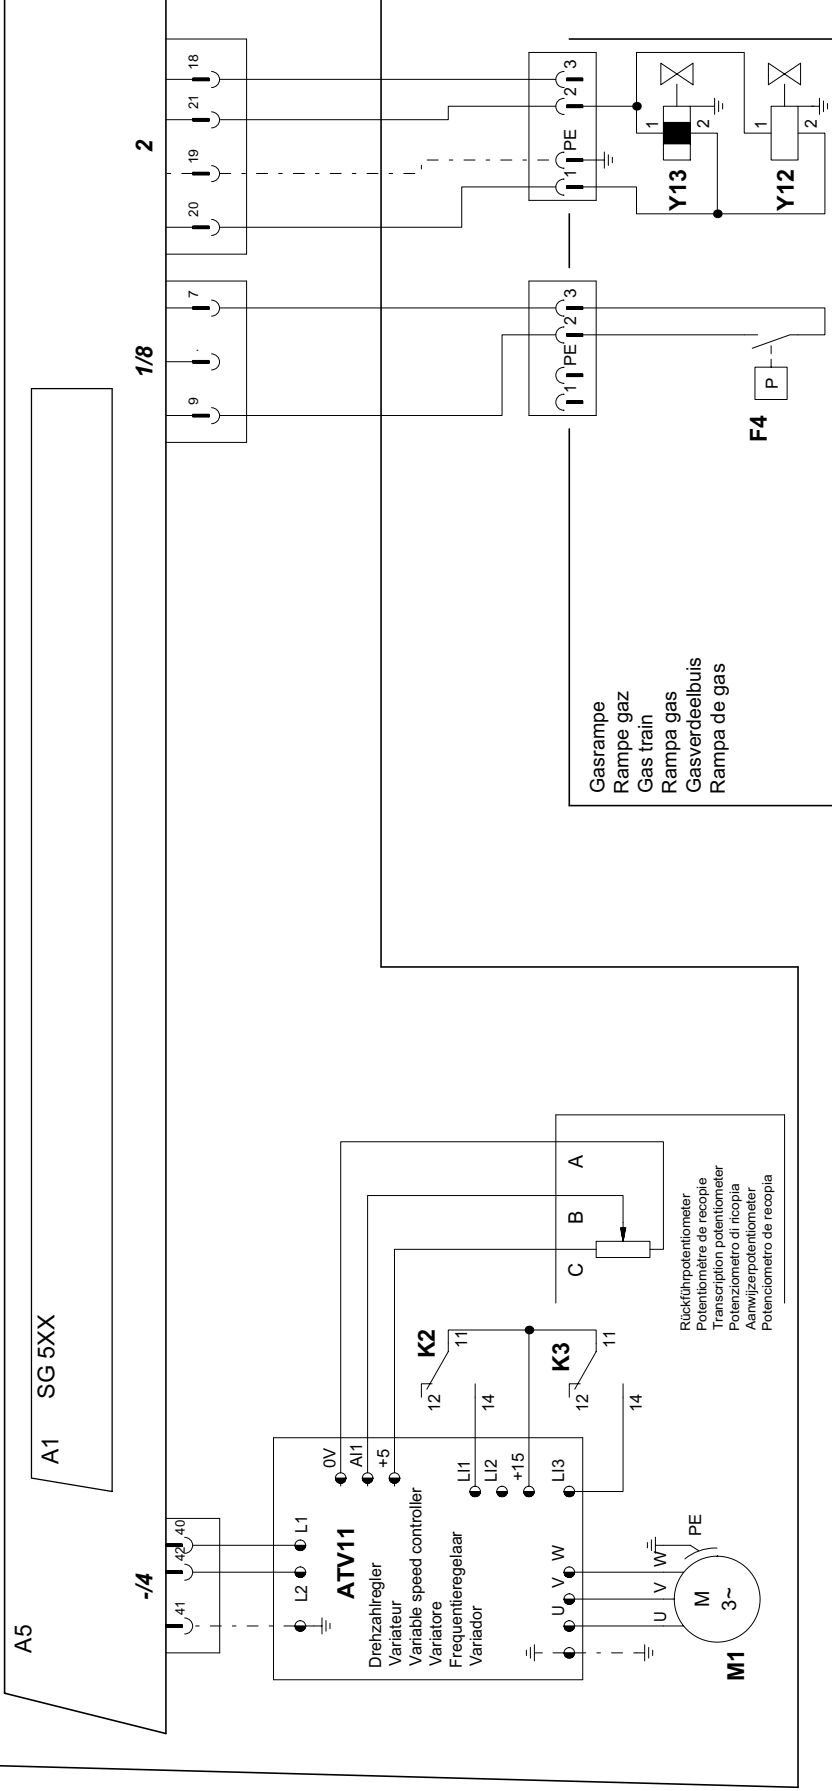 A5
A1
SG 5XX
-/4
1/8
2
41
42
40
9
7
20
19
21
18
L2
L1
ATV11
Drehzahlregler
Variateur
Variable speed controller
Variatore
Frequentieregelaar
Variador
0V
AI1
+5
LI1
LI2
+15
LI3
U
V
W
K2
12
11
14
K3
12
11
14
C
B
A
Rückführpotentiometer
Potentiomètre de recopie
Transcription potentiometer
Potenziometro di ricopia
Aanwijzerpotentiometer
Potenciometro de recopia
U
V
W
PE
M
3~
M1
1
PE
2
3
1
PE
2
3
Gasrampe
Rampe gaz
Gas train
Rampa gas
Gasverdeelbuis
Rampa de gas
P
F4
1
2
Y13
1
2
Y12